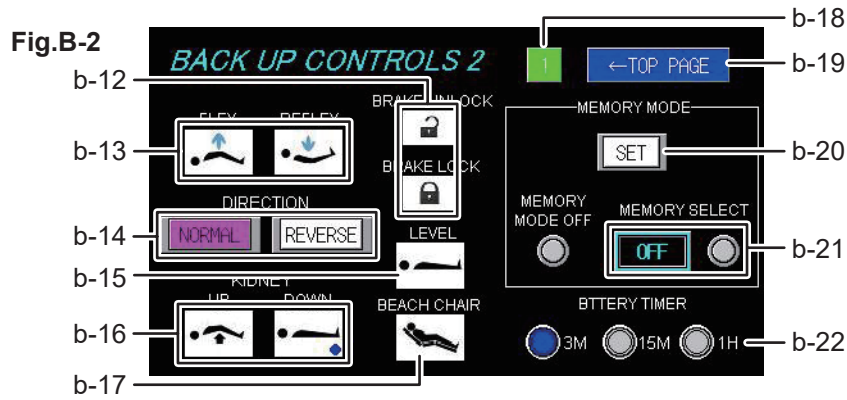 Fig.B-2
BACK UP CONTROLS 2
1
←TOP PAGE
b-18
b-19
b-12
BRAKE UNLOCK
MEMORY MODE
FLEX
REFLEX
b-13
SET
b-20
BRAKE LOCK
DIRECTION
MEMORY
MODE OFF
MEMORY SELECT
b-14
NORMAL
REVERSE
LEVEL
OFF
b-21
b-15
KIDNEY
UP
DOWN
BEACH CHAIR
BTTERY TIMER
b-16
3M
15M
1H
b-22
b-17